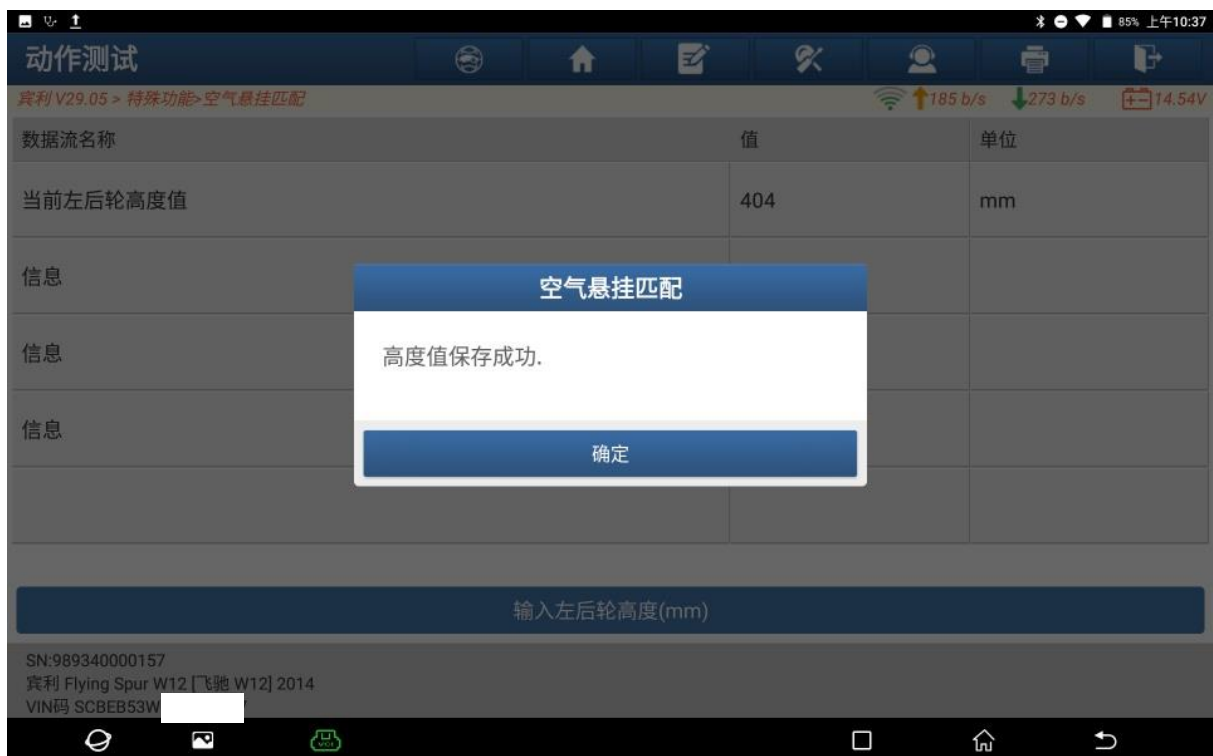 85% 上午10:37
动作测试
宾利 V29.05 > 特殊功能>空气悬挂匹配 185 b/s 273 b/s 14.54V
数据流名称 值 单位
当前左后轮高度值 404 mm
信息
空气悬挂匹配
信息
高度值保存成功.
信息
确定
输入左后轮高度(mm)
SN:989340000157
宾利 Flying Spur W12 [飞驰 W12] 2014
VIN码 SCBEB53W
VCI